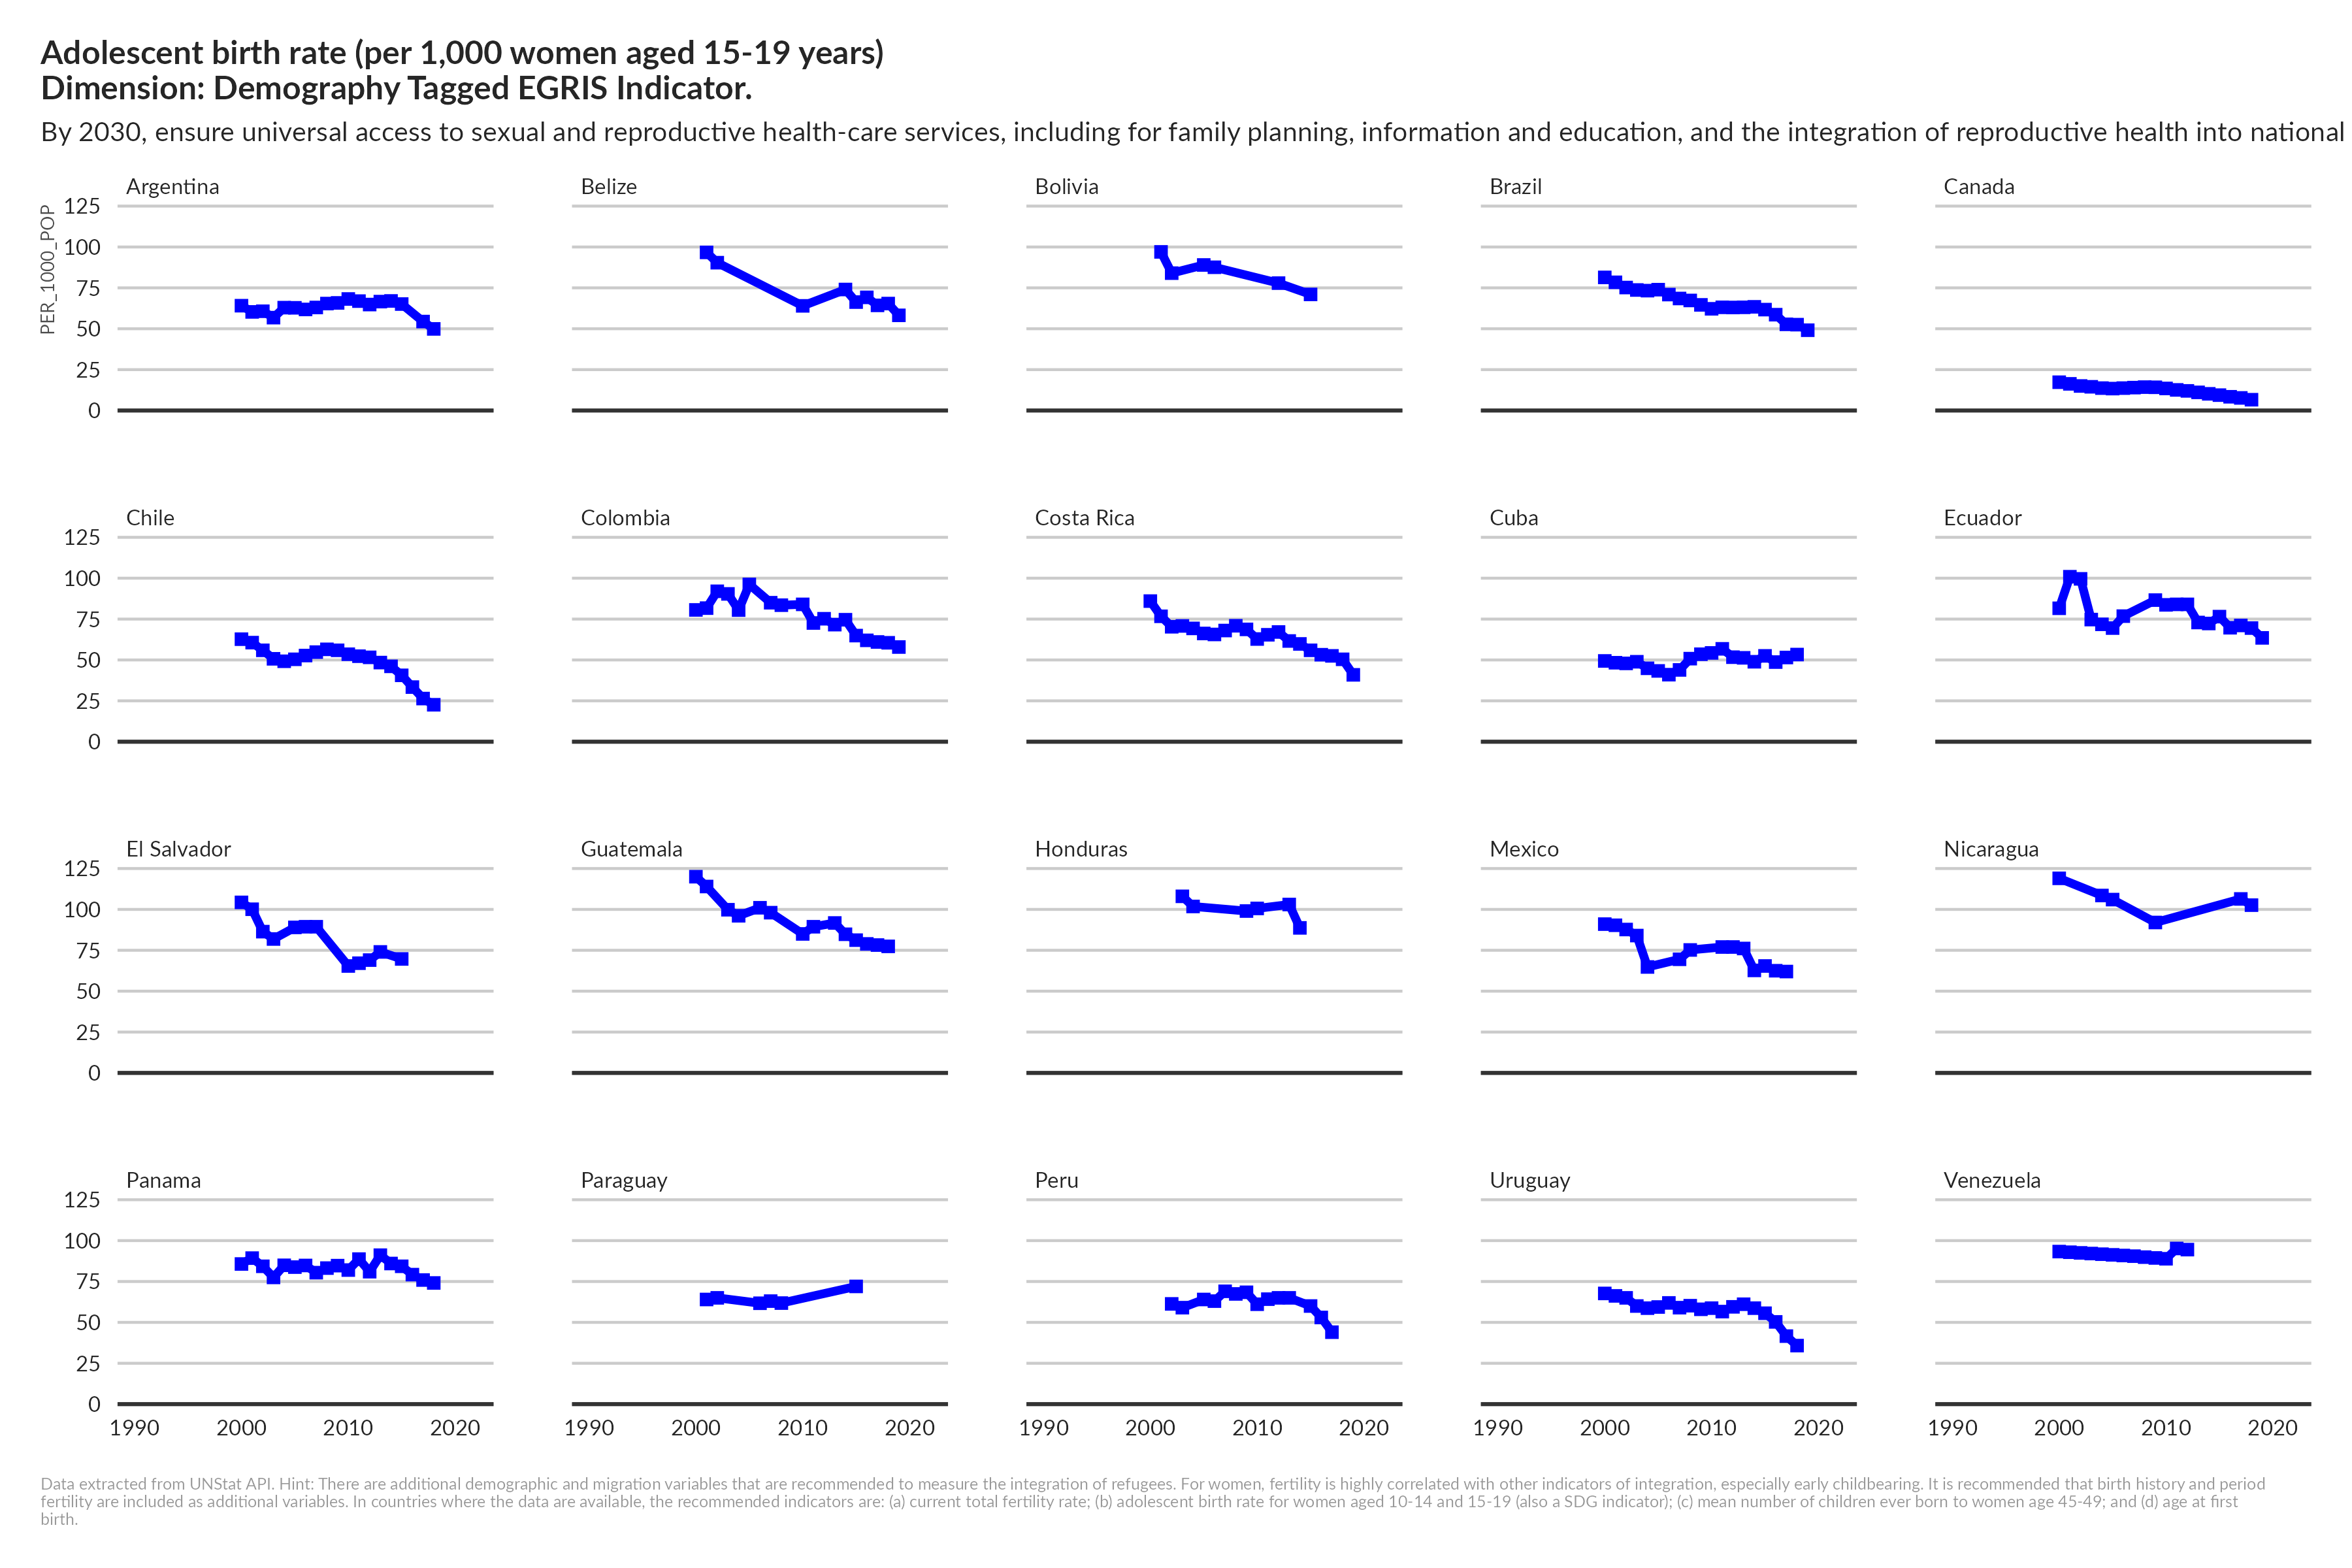 Adolescent birth rate (per 1,000 women aged 15-19 years)
Dimension: Demography Tagged EGRIS Indicator.
By 2030, ensure universal access to sexual and reproductive health-care services, including for family planning, information and education, and the integration of reproductive health into national
Argentina Belize Bolivia Brazil Canada
PER_1000_POP
125
100
75
50
25
0
Chile Colombia Costa Rica Cuba Ecuador
125
100
75
50
25
0
El Salvador Guatemala Honduras Mexico Nicaragua
125
100
75
50
25
0
Panama Paraguay Peru Uruguay Venezuela
125
100
75
50
25
0
1990 2000 2010 2020 1990 2000 2010 2020 1990 2000 2010 2020 1990 2000 2010 2020 1990 2000 2010 2020
Data extracted from UNStat API. Hint: There are additional demographic and migration variables that are recommended to measure the integration of refugees. For women, fertility is highly correlated with other indicators of integration, especially early childbearing. It is recommended that birth history and period
fertility are included as additional variables. In countries where the data are available, the recommended indicators are: (a) current total fertility rate; (b) adolescent birth rate for women aged 10-14 and 15-19 (also a SDG indicator); (c) mean number of children ever born to women age 45-49; and (d) age at first
birth.